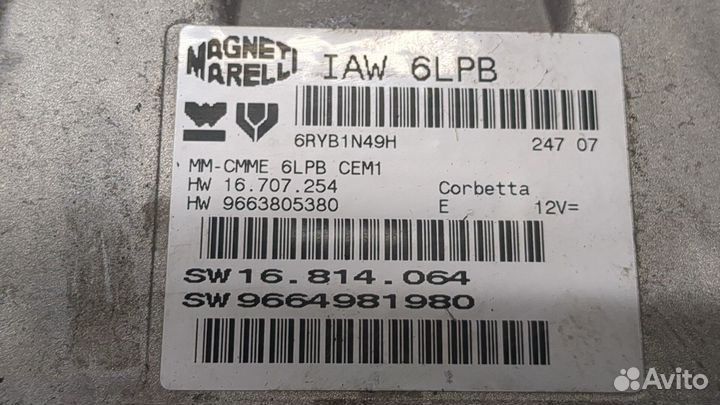 MAGNETI MARELLI IAW 6LPB
6RYB1N49H 247 07
MM-CMME 6LPB CEM1
HW 16.707.254 Corbetta
HW 9663805380 E 12V=
SW 16.814.064
SW 9664981980
Avito